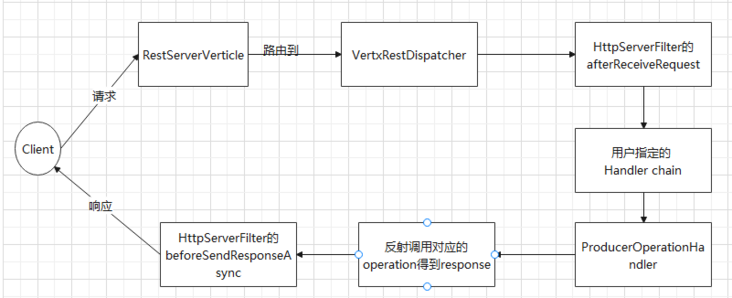 RestServerVerticle
路由到
VertxRestDispatcher
HttpServerFilter的
afterReceiveRequest
请求
Client
用户指定的
Handler chain
响应
HttpServerFilter的
beforeSendResponseA
sync
反射调用对应的
operation得到response
ProducerOperationHa
ndler